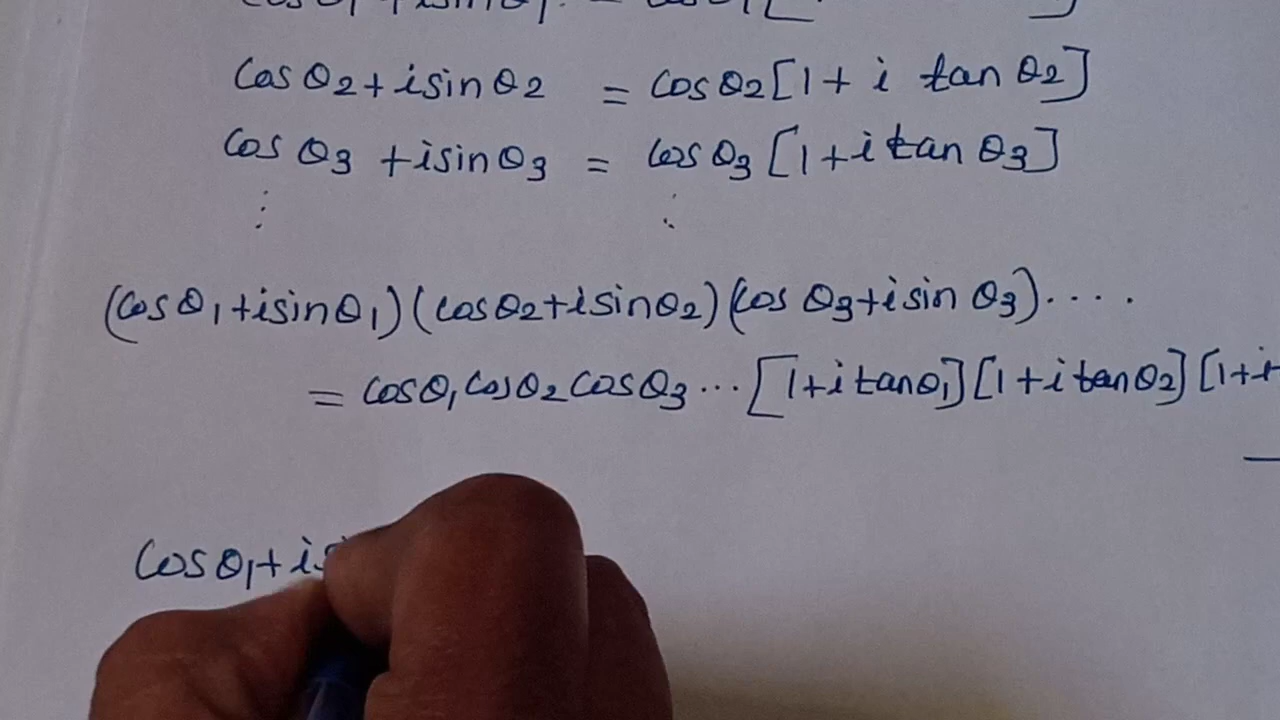 cos θ2 + i sin θ2 = cos θ2 [1 + i tan θ2]
cos θ3 + i sin θ3 = cos θ3 [1 + i tan θ3]
⋮ ⋮
(cos θ1 + i sin θ1) (cos θ2 + i sin θ2) (cos θ3 + i sin θ3) ....
= cos θ1 cos θ2 cos θ3 ... [1 + i tan θ1] [1 + i tan θ2] [1 + i
cos θ1 + i s